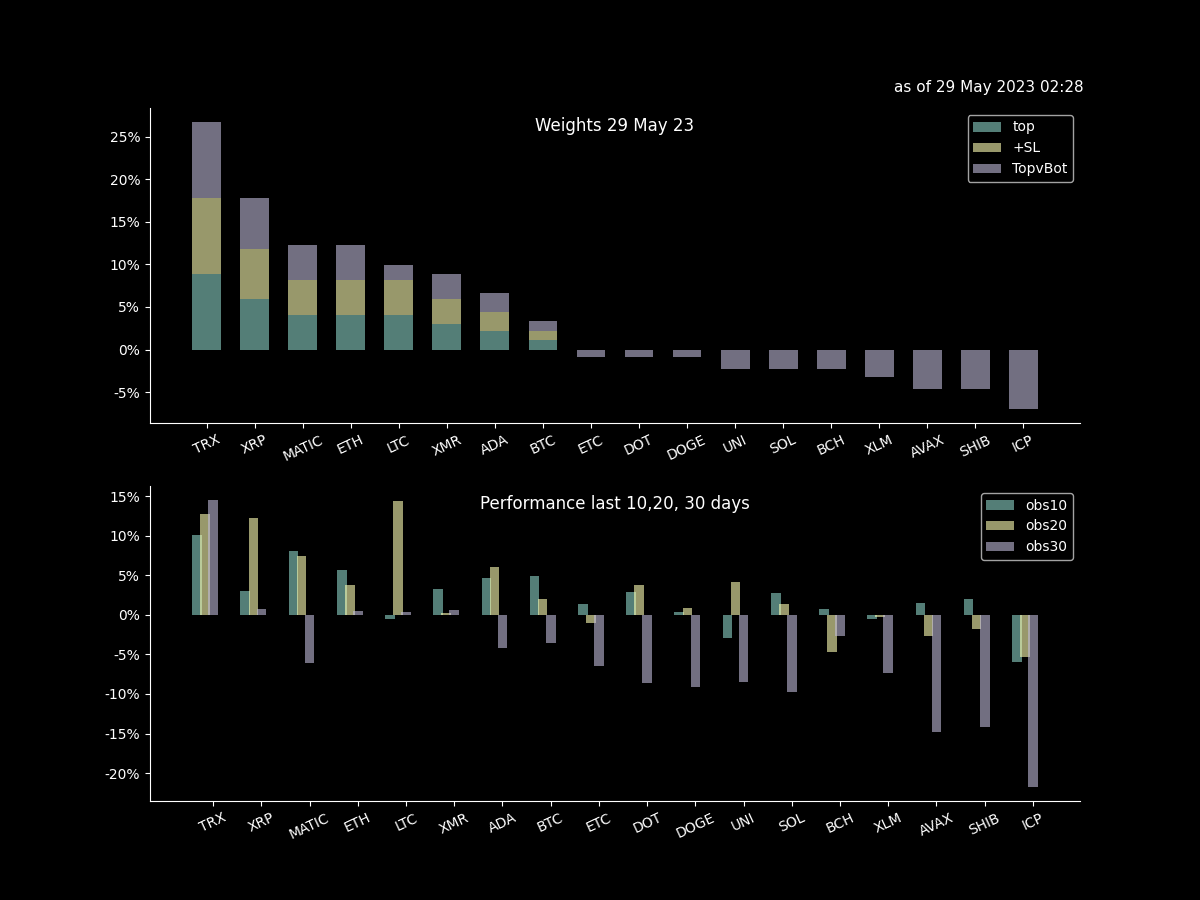 as of 29 May 2023 02:28
Weights 29 May 23
top
+SL
TopvBot
25%
20%
15%
10%
5%
0%
-5%
TRX XRP MATIC ETH LTC XMR ADA BTC ETC DOT DOGE UNI SOL BCH XLM AVAX SHIB ICP
Performance last 10,20, 30 days
obs10
obs20
obs30
15%
10%
5%
0%
-5%
-10%
-15%
-20%
TRX XRP MATIC ETH LTC XMR ADA BTC ETC DOT DOGE UNI SOL BCH XLM AVAX SHIB ICP